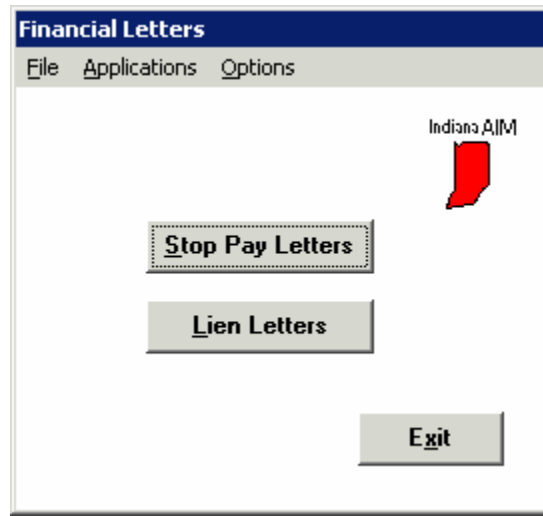 Financial Letters
File Applications Options
Indiana AIM
Stop Pay Letters
Lien Letters
Exit